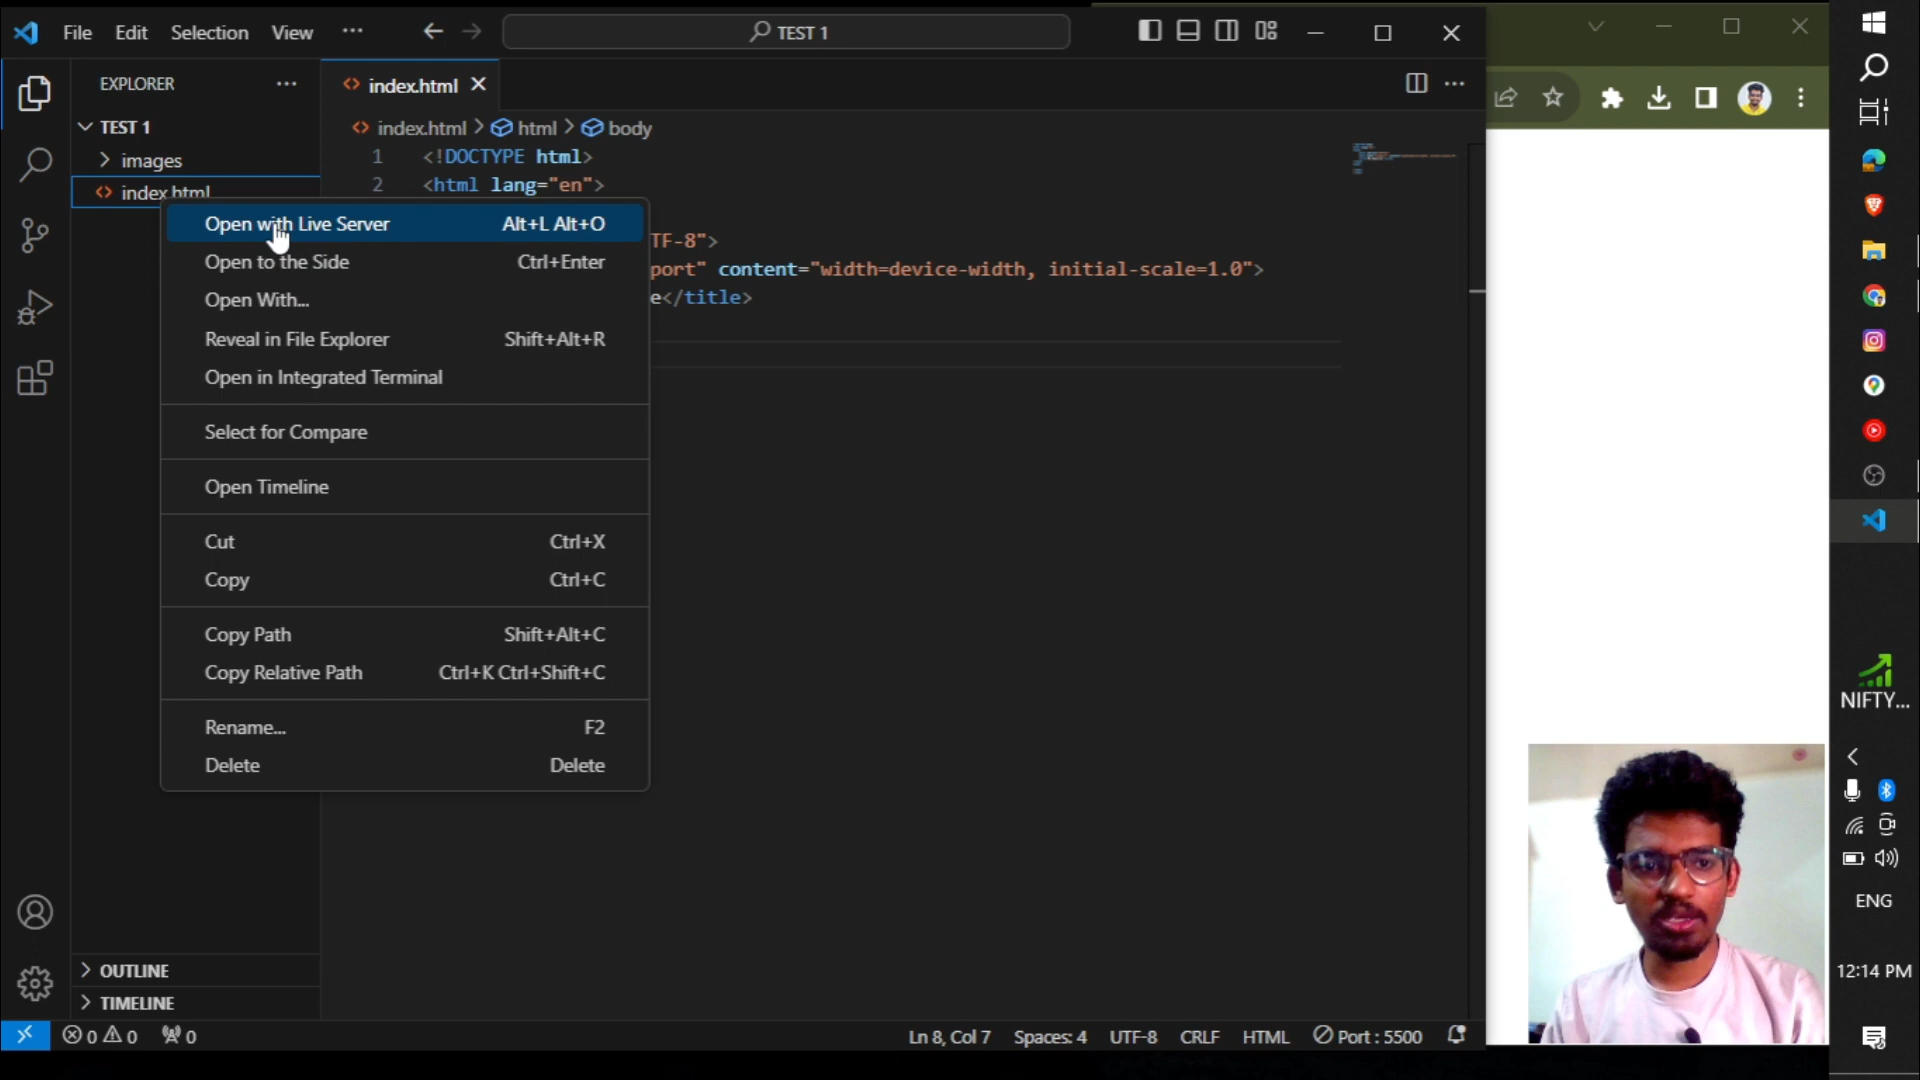 File Edit Selection View ... TEST 1
EXPLORER ...
index.html
TEST 1
index.html > html > body
images
1 <!DOCTYPE html>
index.html
2 <html lang="en">
Open with Live Server Alt+L Alt+O
TF-8">
Open to the Side Ctrl+Enter
port" content="width=device-width, initial-scale=1.0">
Open With...
e</title>
Reveal in File Explorer Shift+Alt+R
Open in Integrated Terminal
Select for Compare
Open Timeline
Cut Ctrl+X
Copy Ctrl+C
Copy Path Shift+Alt+C
Copy Relative Path Ctrl+K Ctrl+Shift+C
Rename... F2
Delete Delete
OUTLINE
TIMELINE
0 0 0
Ln 8, Col 7 Spaces: 4 UTF-8 CRLF HTML Port : 5500
NIFTY...
ENG
12:14 PM